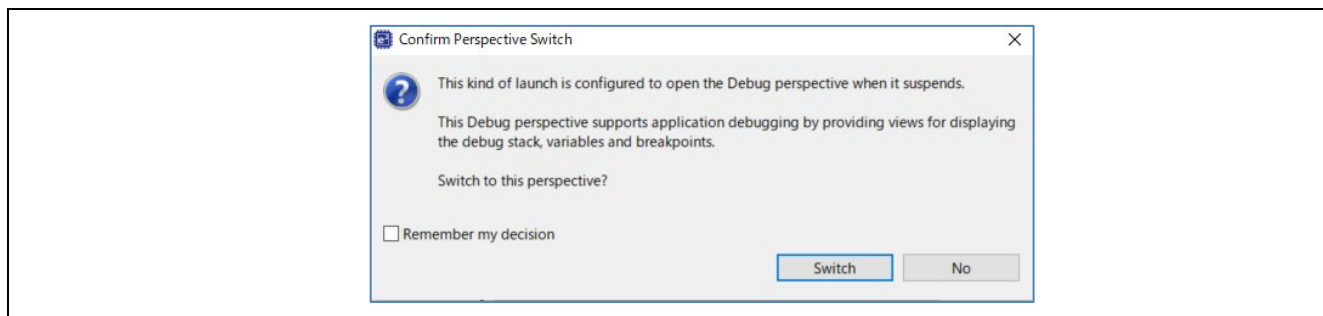 Confirm Perspective Switch
This kind of launch is configured to open the Debug perspective when it suspends.
This Debug perspective supports application debugging by providing views for displaying
the debug stack, variables and breakpoints.
Switch to this perspective?
Remember my decision
Switch No